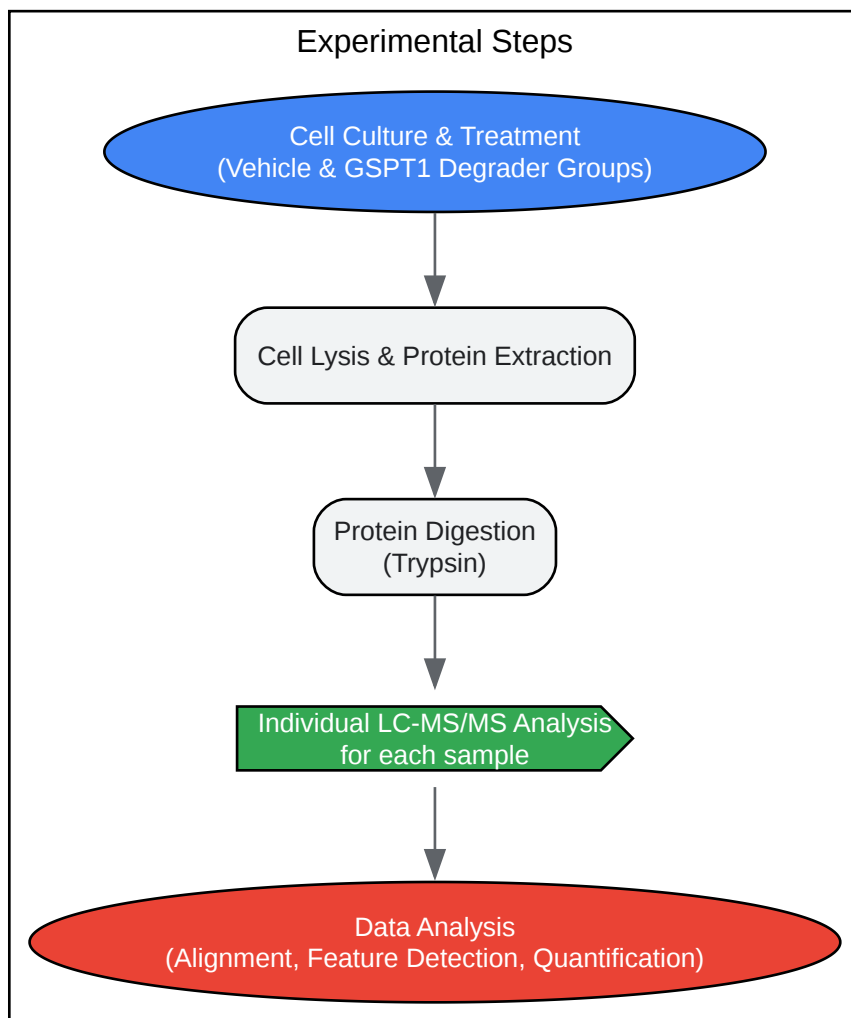 Experimental Steps
Cell Culture & Treatment
(Vehicle & GSPT1 Degrader Groups)
Cell Lysis & Protein Extraction
Protein Digestion
(Trypsin)
Individual LC-MS/MS Analysis
for each sample
Data Analysis
(Alignment, Feature Detection, Quantification)